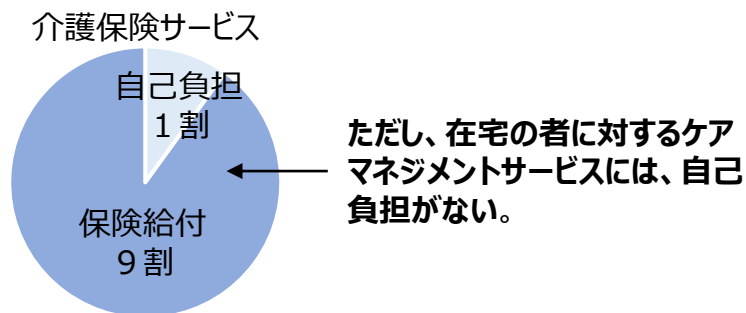 介護保険サービス
自己負担
１割
ただし、在宅の者に対するケア
マネジメントサービスには、自己
負担がない。
保険給付
９割